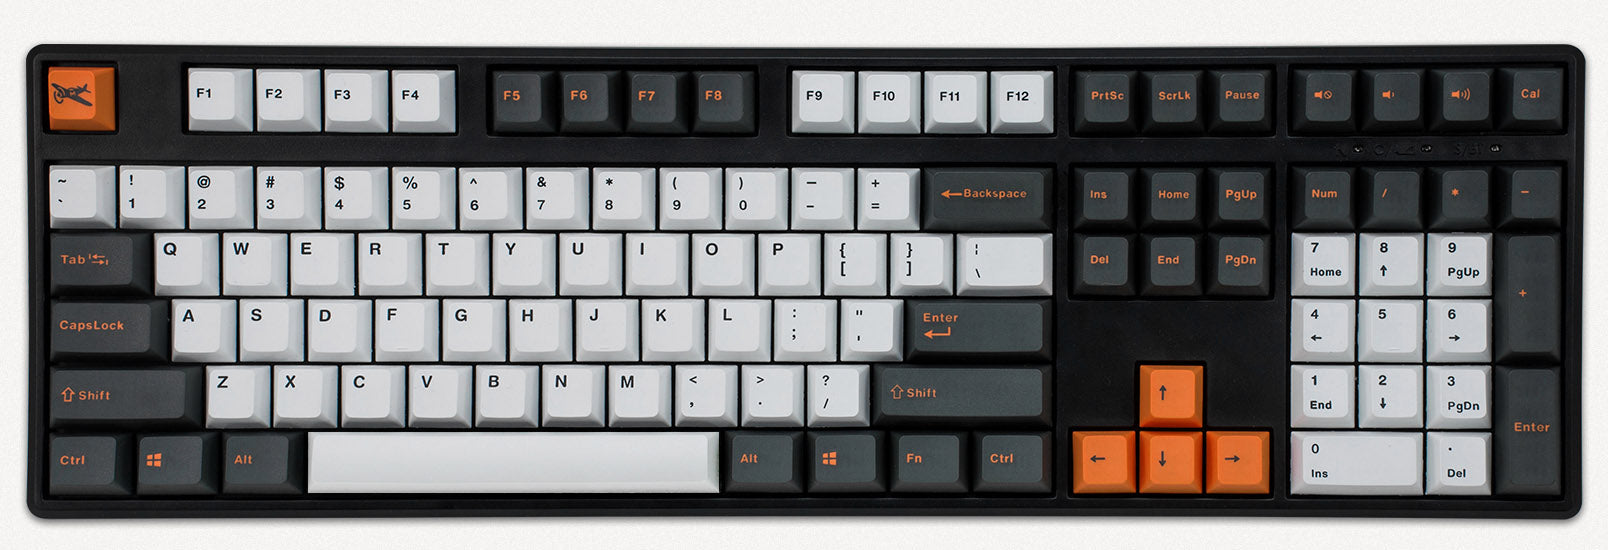 F1 F2 F3 F4 F5 F6 F7 F8 F9 F10 F11 F12 PrtSc ScrLk Pause Cal
~ ! @ # $ % ^ & * ( ) — +
` 1 2 3 4 5 6 7 8 9 0 - = ←Backspace Ins Home PgUp Num / * −
Tab Q W E R T Y U I O P { } ¦
[ ] \ Del End PgDn 7 8 9
Home ↑ PgUp +
CapsLock A S D F G H J K L : " Enter
; ' 4 5 6
← →
Shift Z X C V B N M < > ? Shift ↑ 1 2 3
, . / End ↓ PgDn Enter
Ctrl Alt Alt Fn Ctrl ← ↓ → 0 .
Ins Del